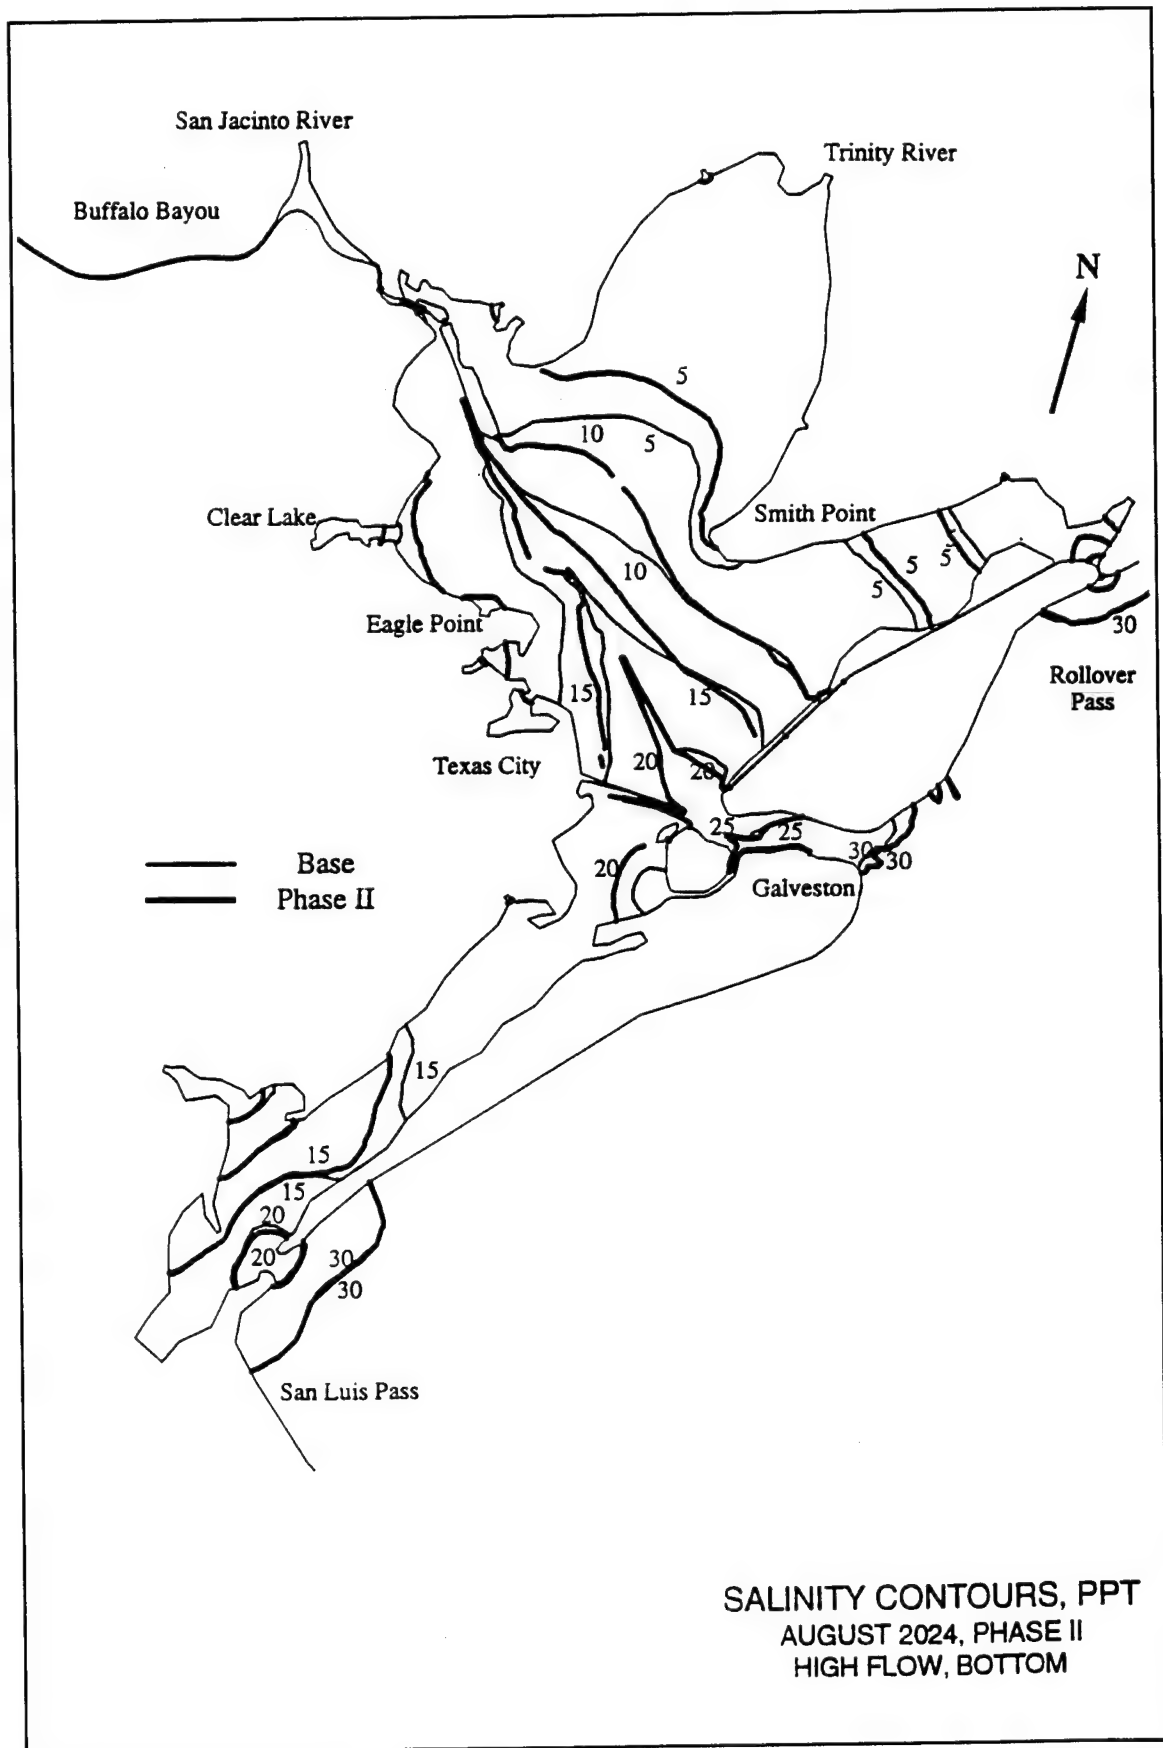 San Jacinto River
Trinity River
Buffalo Bayou
N
5
10
5
Clear Lake
Smith Point
5
5
5
10
Eagle Point
30
Rollover
Pass
15
15
Texas City
20
20
25
25
30
30
20
Galveston
Base
Phase II
15
15
15
20
20
30
30
San Luis Pass
SALINITY CONTOURS, PPT
AUGUST 2024, PHASE II
HIGH FLOW, BOTTOM